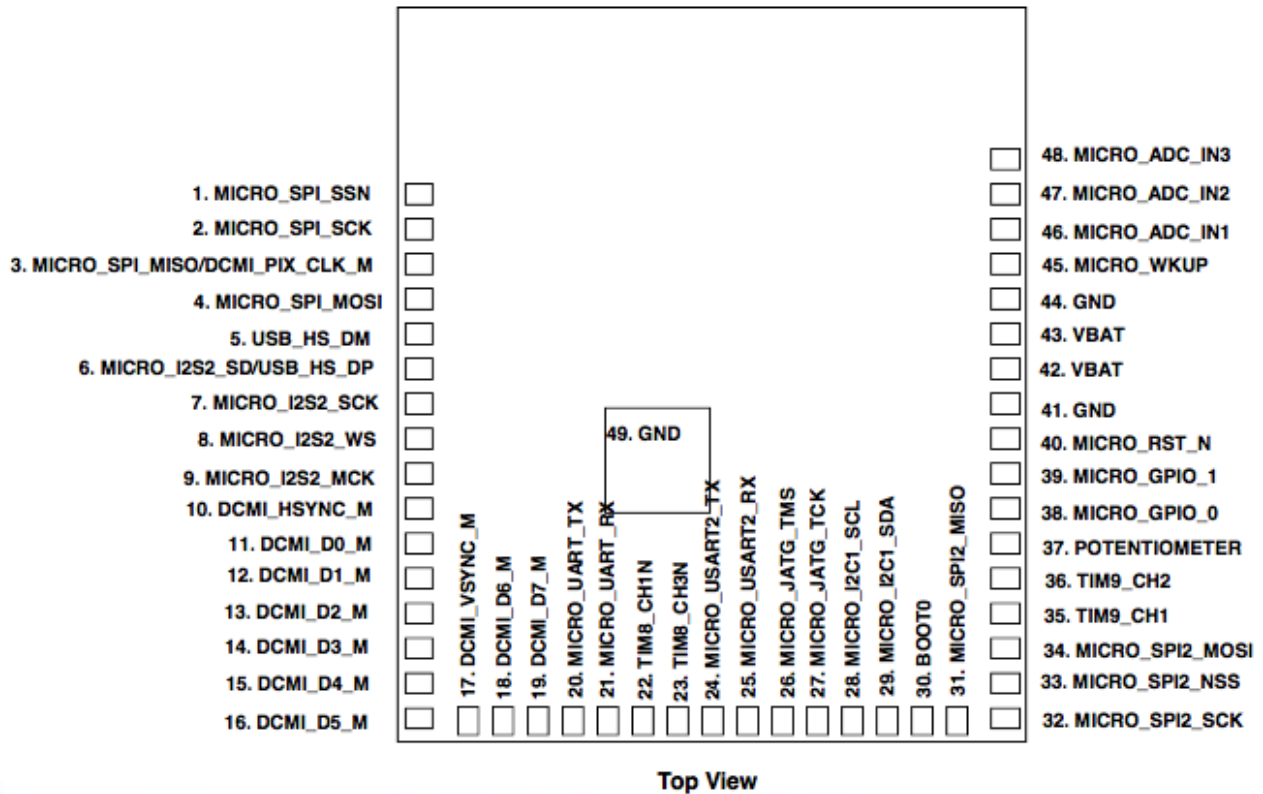 1. MICRO_SPI_SSN
2. MICRO_SPI_SCK
3. MICRO_SPI_MISO/DCMI_PIX_CLK_M
4. MICRO_SPI_MOSI
5. USB_HS_DM
6. MICRO_I2S2_SD/USB_HS_DP
7. MICRO_I2S2_SCK
8. MICRO_I2S2_WS
9. MICRO_I2S2_MCK
10. DCMI_HSYNC_M
11. DCMI_D0_M
12. DCMI_D1_M
13. DCMI_D2_M
14. DCMI_D3_M
15. DCMI_D4_M
16. DCMI_D5_M
17. DCMI_VSYNC_M
18. DCMI_D6_M
19. DCMI_D7_M
20. MICRO_UART_TX
21. MICRO_UART_RX
22. TIM8_CH1N
23. TIM8_CH3N
24. MICRO_USART2_TX
25. MICRO_USART2_RX
26. MICRO_JATG_TMS
27. MICRO_JATG_TCK
28. MICRO_I2C1_SCL
29. MICRO_I2C1_SDA
30. BOOT0
31. MICRO_SPI2_MISO
49. GND
48. MICRO_ADC_IN3
47. MICRO_ADC_IN2
46. MICRO_ADC_IN1
45. MICRO_WKUP
44. GND
43. VBAT
42. VBAT
41. GND
40. MICRO_RST_N
39. MICRO_GPIO_1
38. MICRO_GPIO_0
37. POTENTIOMETER
36. TIM9_CH2
35. TIM9_CH1
34. MICRO_SPI2_MOSI
33. MICRO_SPI2_NSS
32. MICRO_SPI2_SCK
Top View